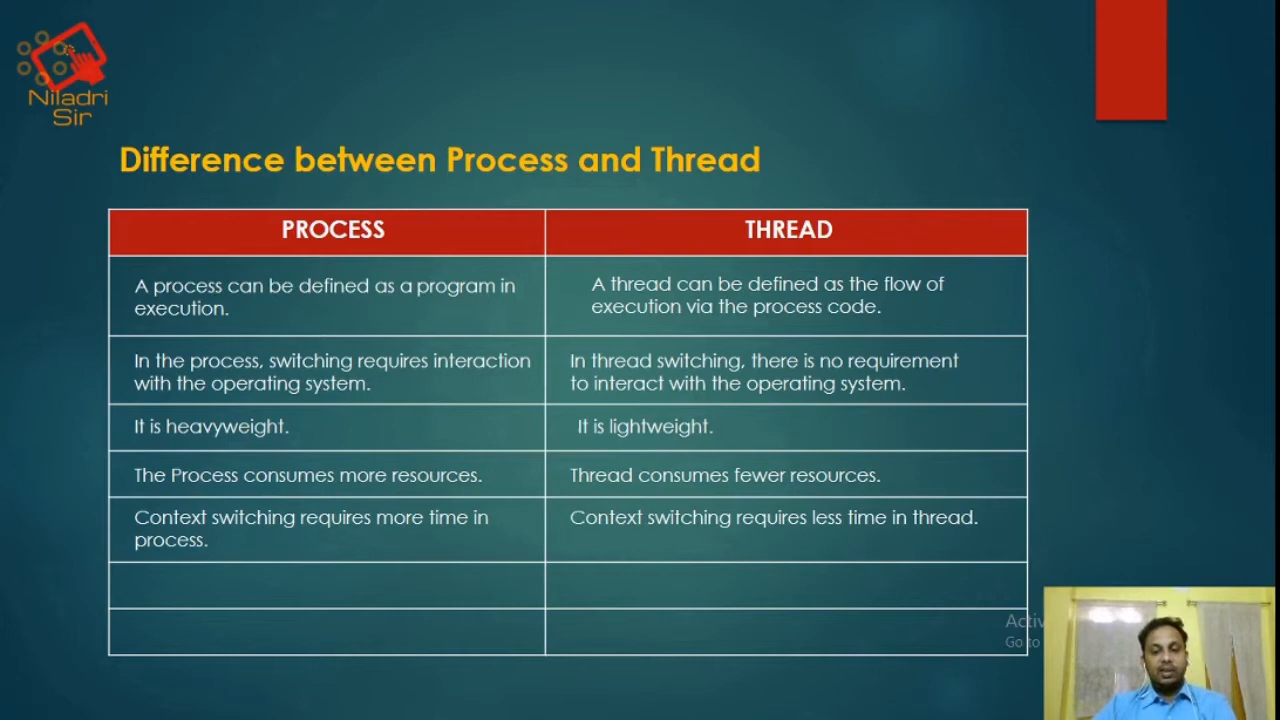 Niladri
Sir
Difference between Process and Thread
PROCESS
THREAD
A process can be defined as a program in
execution.
A thread can be defined as the flow of
execution via the process code.
In the process, switching requires interaction
with the operating system.
In thread switching, there is no requirement
to interact with the operating system.
It is heavyweight.
It is lightweight.
The Process consumes more resources.
Thread consumes fewer resources.
Context switching requires more time in
process.
Context switching requires less time in thread.
Activ
Go to